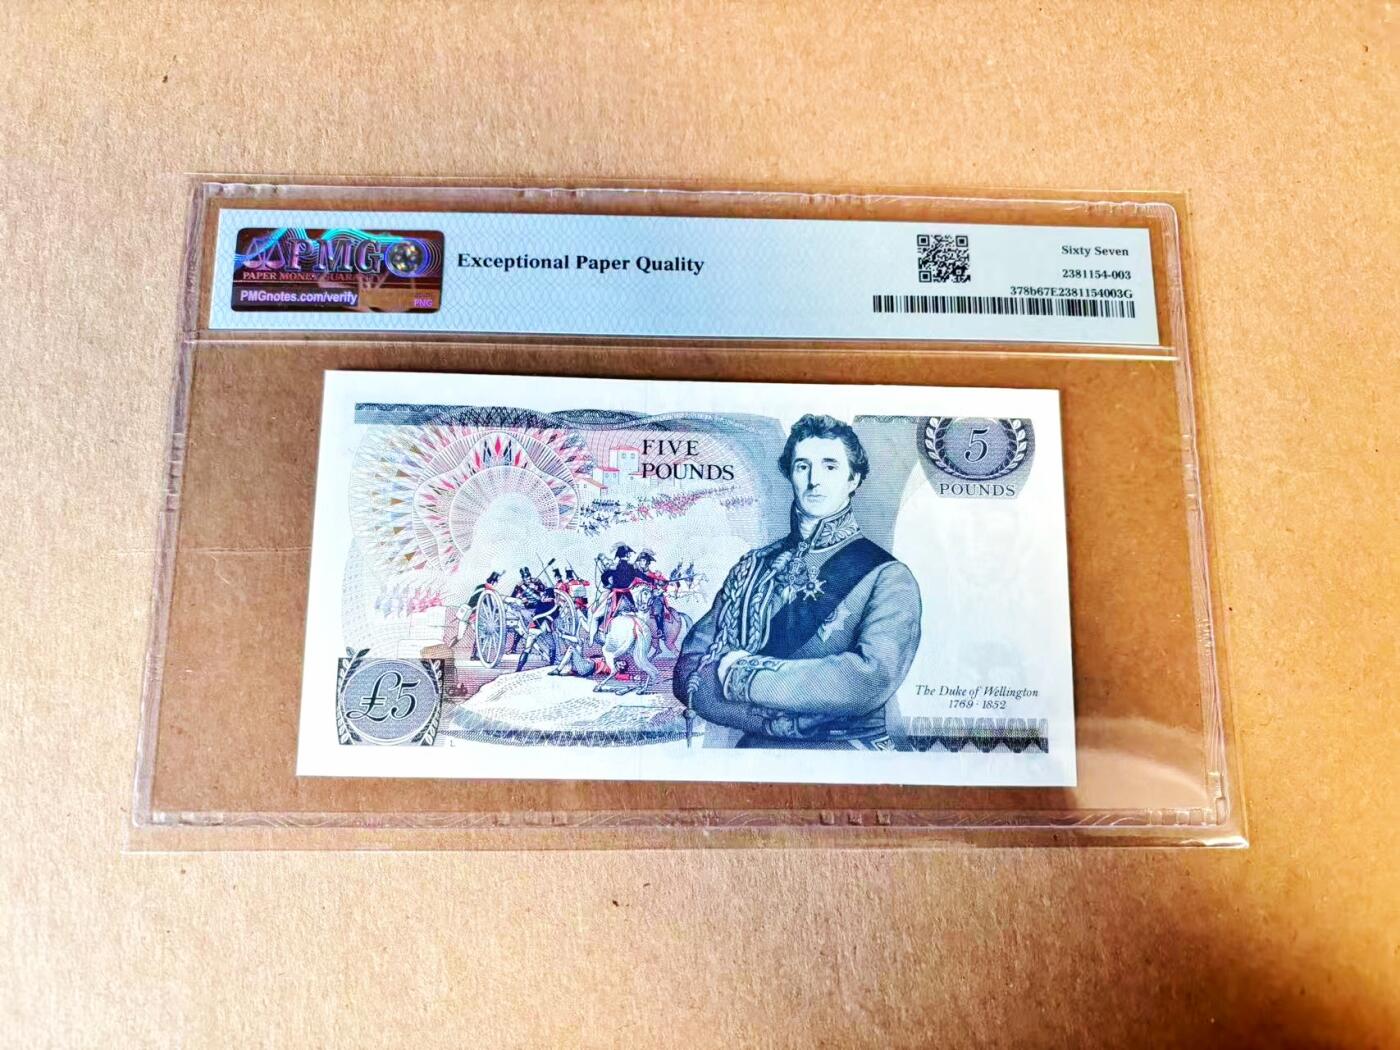 PMG
PAPER MONEY GUARANTY
PMGnotes.com/verify
PNG
Exceptional Paper Quality
Sixty Seven
2381154-003
378b67E2381154003G
FIVE
POUNDS
5
POUNDS
The Duke of Wellington
1769 · 1852
£5
L